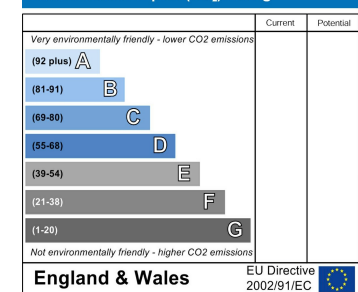 Current Potential
Very environmentally friendly - lower CO2 emissions
(92 plus) A
(81-91) B
(69-80) C
(55-68) D
(39-54) E
(21-38) F
(1-20) G
Not environmentally friendly - higher CO2 emissions
England & Wales
EU Directive
2002/91/EC